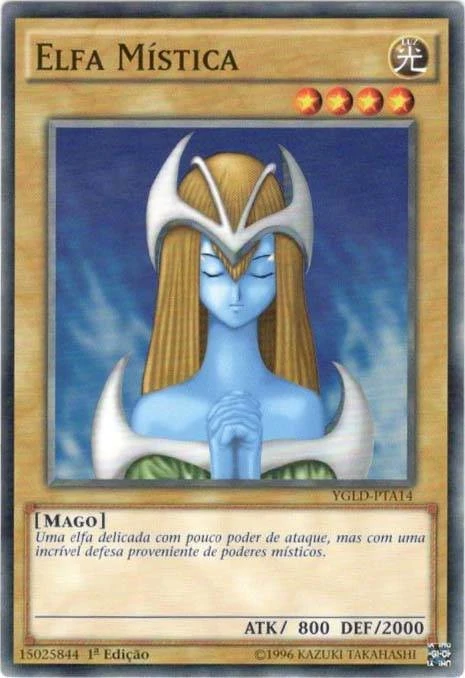 ELFA MÍSTICA
LUZ
光
YGLD-PTA14
[MAGO]
Uma elfa delicada com pouco poder de ataque, mas com uma
incrível defesa proveniente de poderes místicos.
ATK/ 800 DEF/2000
15025844 1ª Edição ©1996 KAZUKI TAKAHASHI